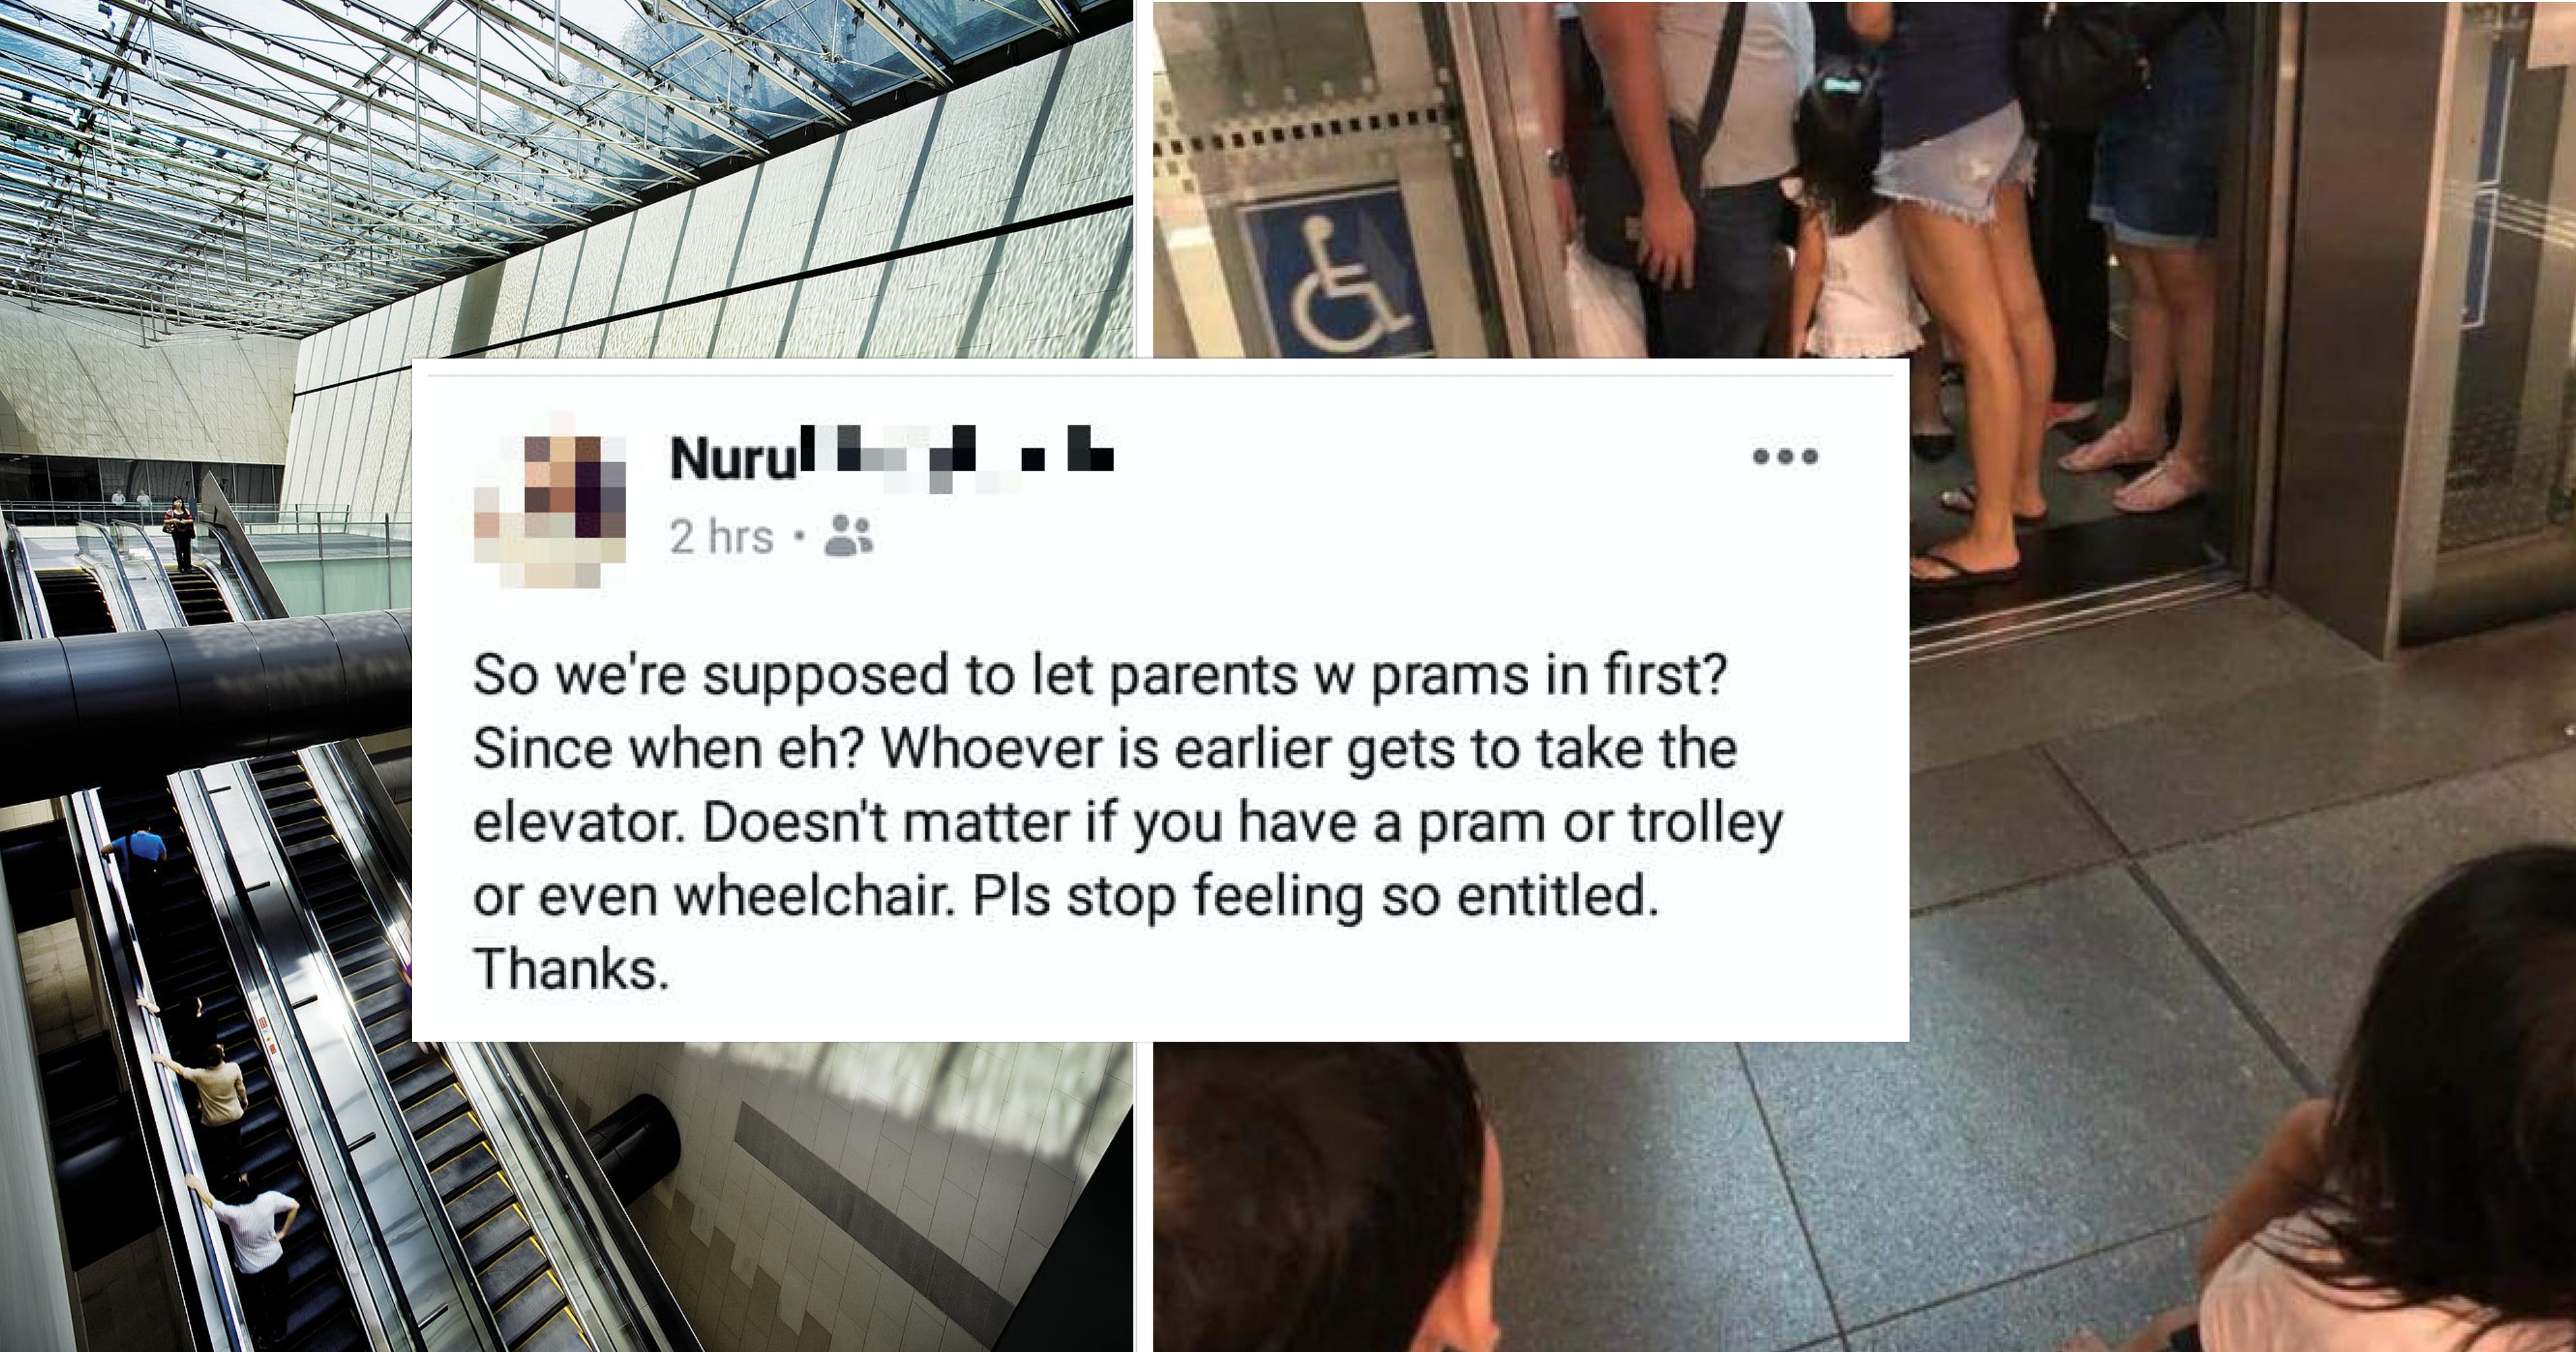 Nuru
2 hrs
So we're supposed to let parents w prams in first?
Since when eh? Whoever is earlier gets to take the
elevator. Doesn't matter if you have a pram or trolley
or even wheelchair. Pls stop feeling so entitled.
Thanks.